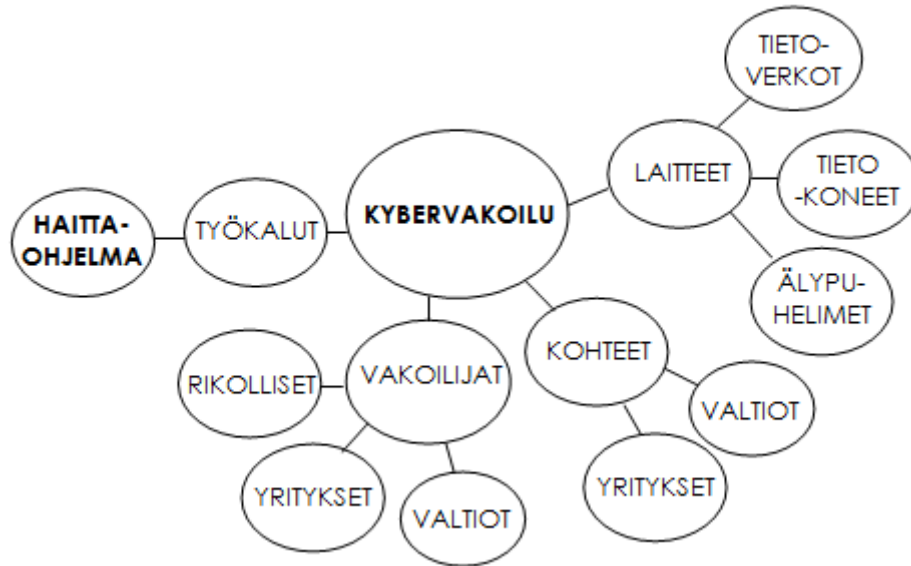 TIETO-
VERKOT
LAITTEET
TIETO
-KONEET
KYBERVAKOILU
HAITTA-
OHJELMA
TYÖKALUT
ÄLYPU-
HELIMET
KOHTEET
RIKOLLISET
VAKOILIJAT
VALTIOT
YRITYKSET
YRITYKSET
VALTIOT